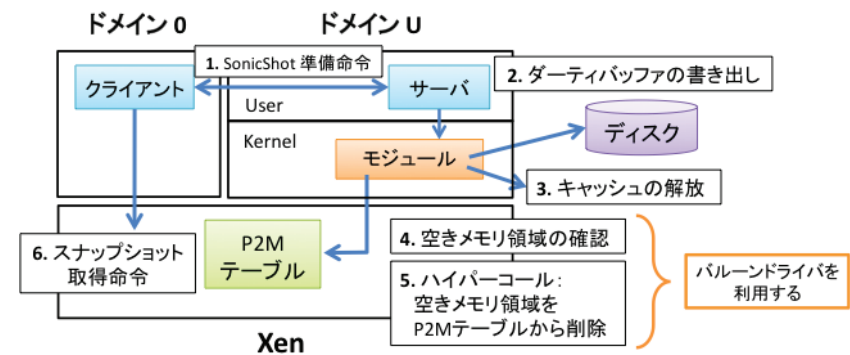 ドメイン 0
ドメイン U
1. SonicShot 準備命令
クライアント
サーバ
User
2. ダーティバッファの書き出し
ディスク
Kernel
モジュール
3. キャッシュの解放
6. スナップショット
取得命令
P2M
テーブル
4. 空きメモリ領域の確認
5. ハイパーコール：
空きメモリ領域を
P2Mテーブルから削除
バルーンドライバを
利用する
Xen